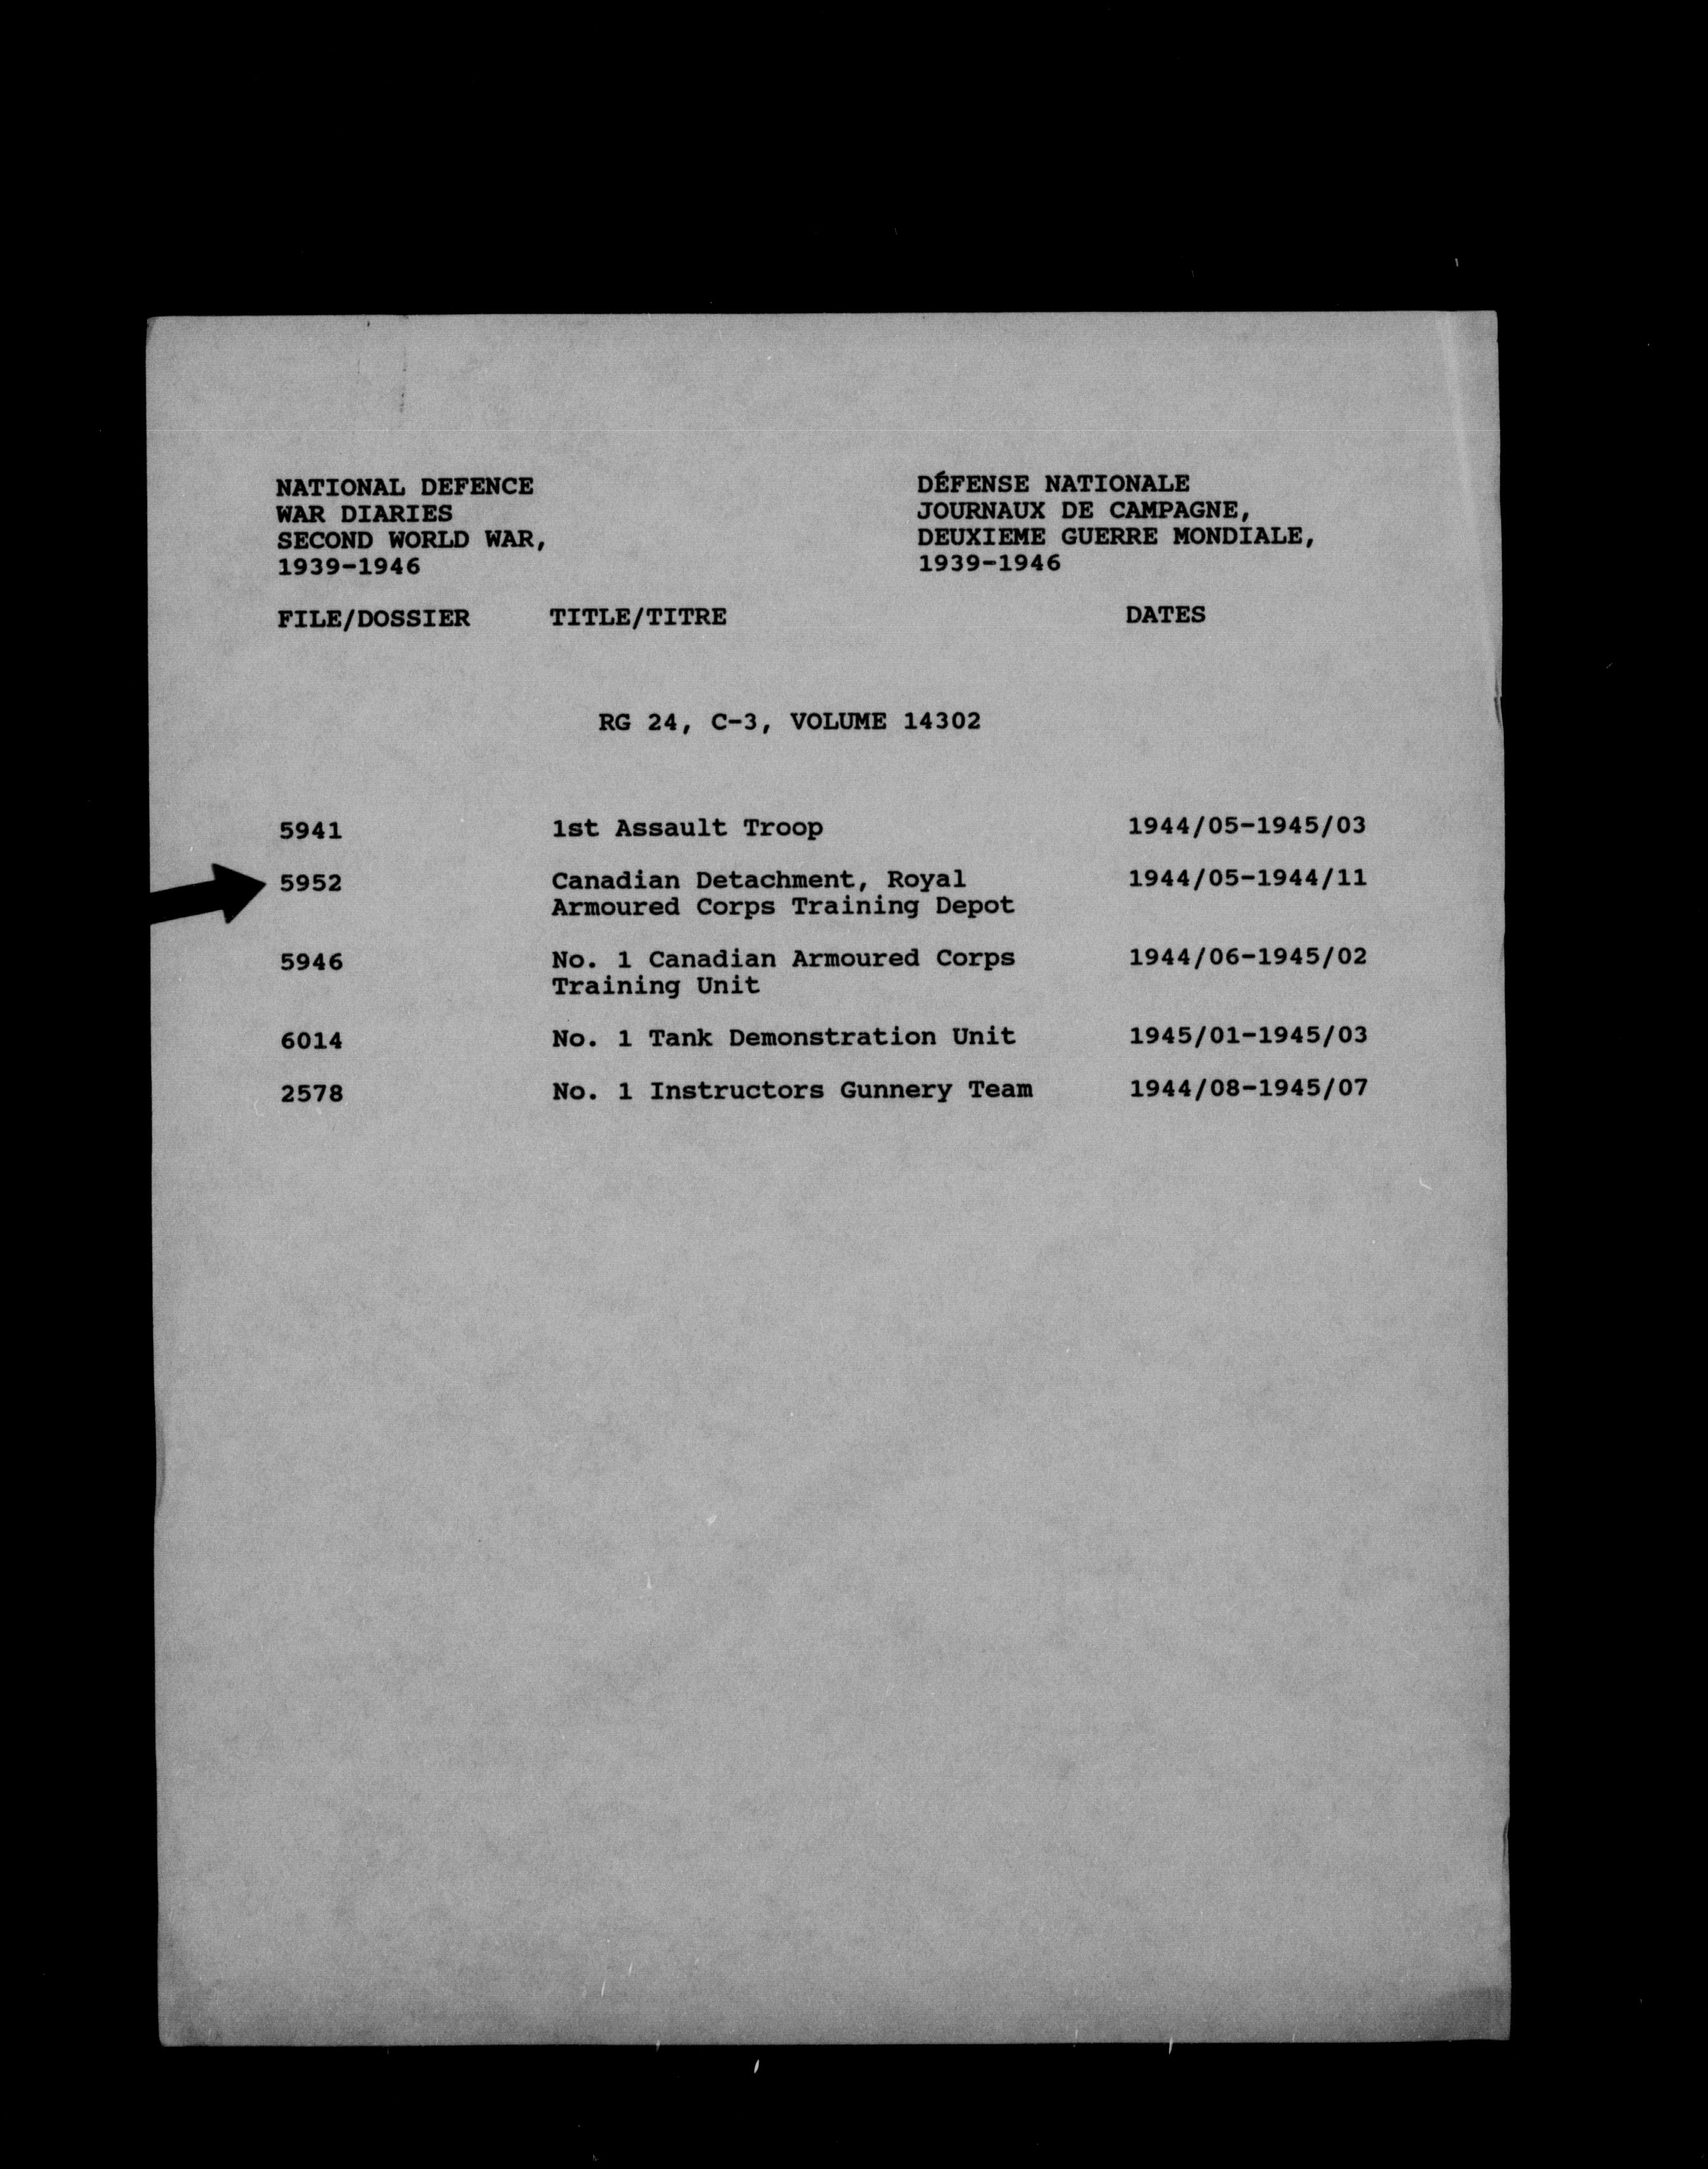 NATIONAL DEFENCE
WAR DIARIES
SECOND WORLD WAR,
1939-1946
DÉFENSE NATIONALE
JOURNAUX DE CAMPAGNE,
DEUXIEME GUERRE MONDIALE,
1939-1946
FILE/DOSSIER TITLE/TITRE DATES
RG 24, C-3, VOLUME 14302
5941 1st Assault Troop 1944/05-1945/03
5952 Canadian Detachment, Royal 1944/05-1944/11
Armoured Corps Training Depot
5946 No. 1 Canadian Armoured Corps 1944/06-1945/02
Training Unit
6014 No. 1 Tank Demonstration Unit 1945/01-1945/03
2578 No. 1 Instructors Gunnery Team 1944/08-1945/07